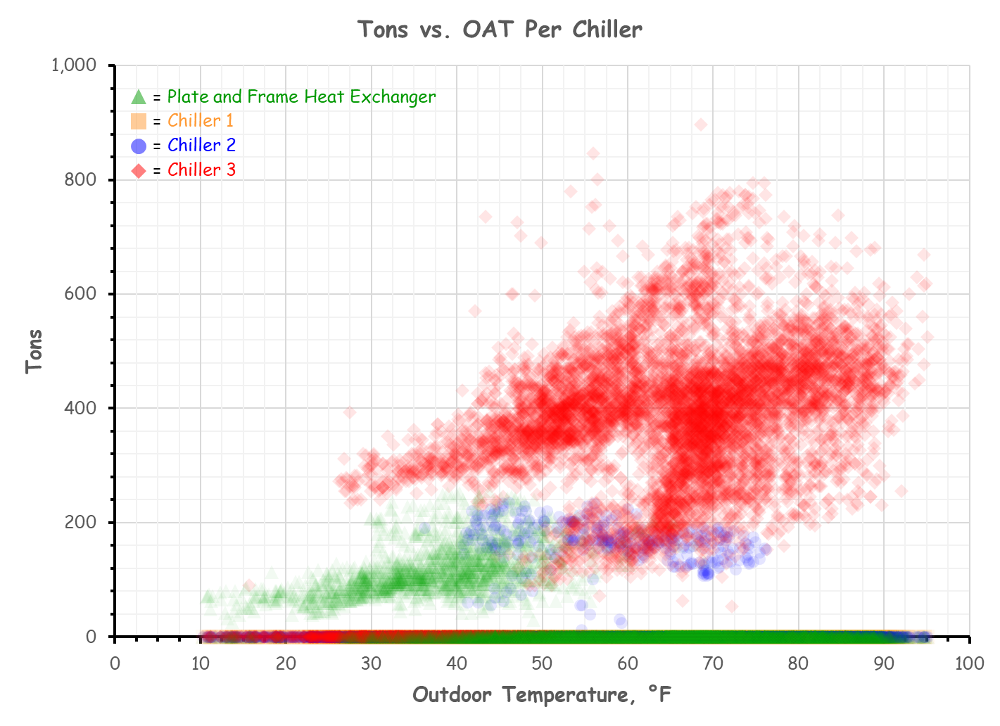 Tons vs. OAT Per Chiller
1,000
= Plate and Frame Heat Exchanger
= Chiller 1
= Chiller 2
= Chiller 3
800
600
Tons
400
200
0
0 10 20 30 40 50 60 70 80 90 100
Outdoor Temperature, °F